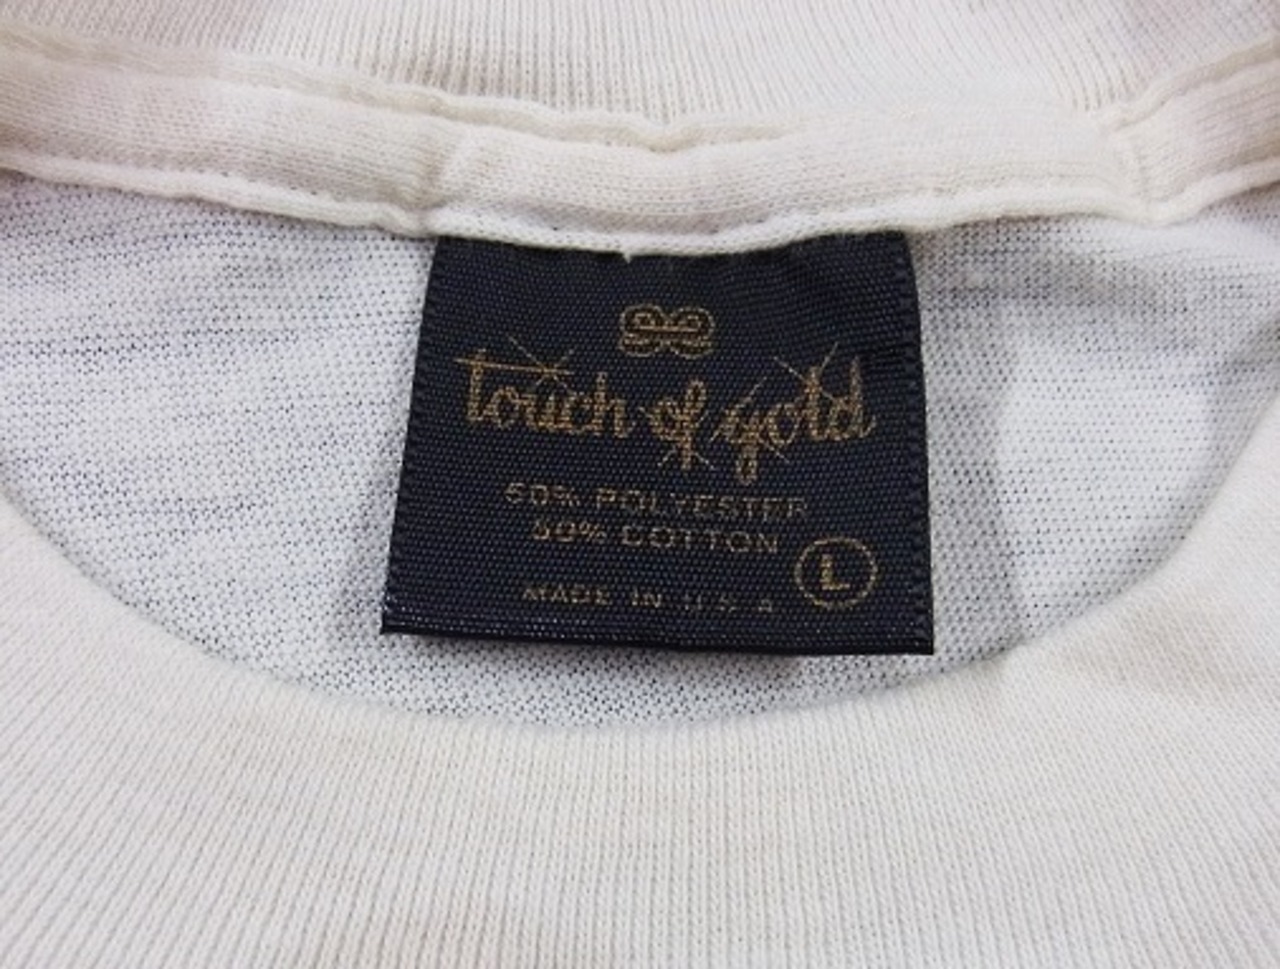 touch of gold
50% POLYESTER
50% COTTON
L
MADE IN U S A